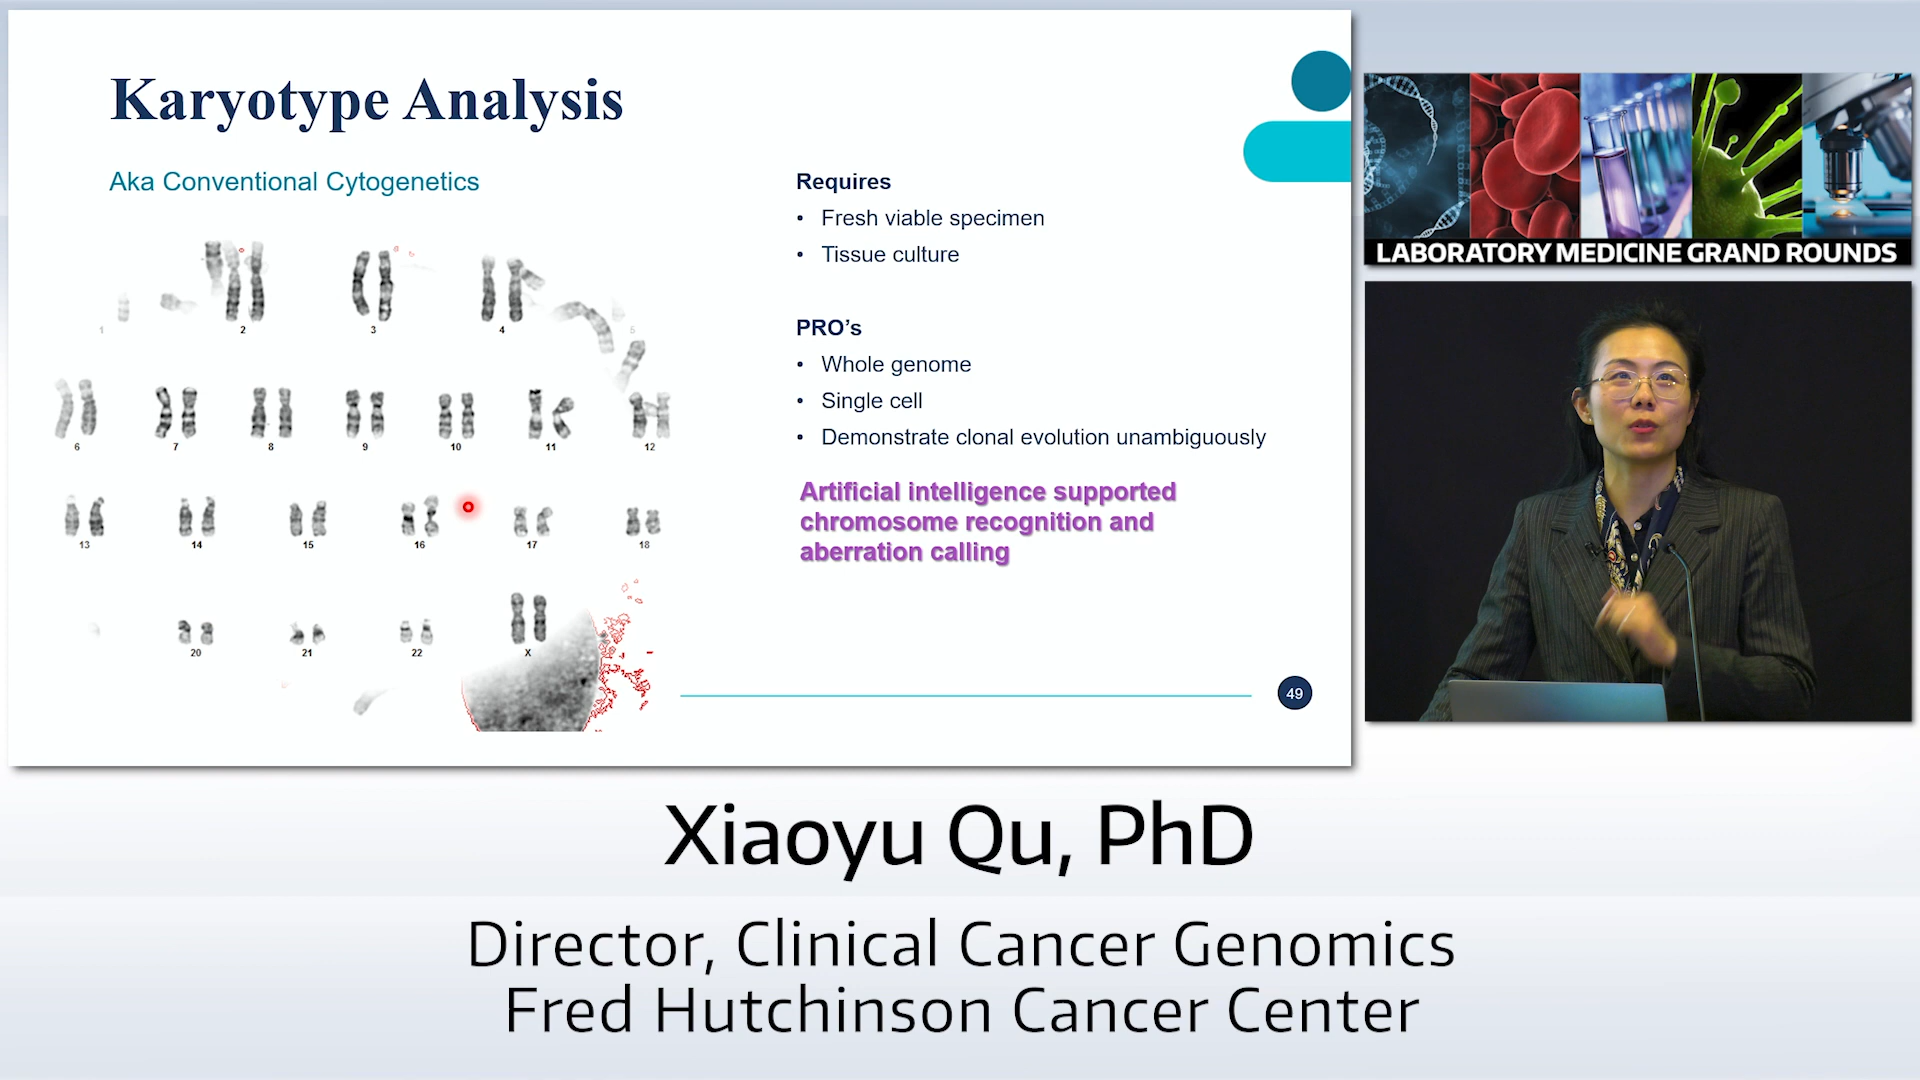 Karyotype Analysis
Aka Conventional Cytogenetics
1
2
3
4
5
6
7
8
9
10
11
12
13
14
15
16
17
18
20
21
22
X
Requires
• Fresh viable specimen
• Tissue culture
PRO’s
• Whole genome
• Single cell
• Demonstrate clonal evolution unambiguously
Artificial intelligence supported
chromosome recognition and
aberration calling
49
LABORATORY MEDICINE GRAND ROUNDS
Xiaoyu Qu, PhD
Director, Clinical Cancer Genomics
Fred Hutchinson Cancer Center